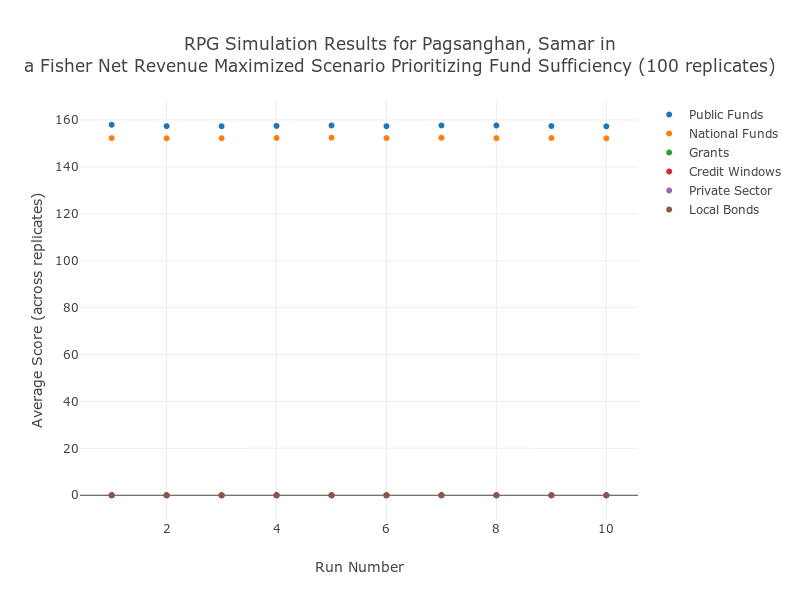 RPG Simulation Results for Pagsanghan, Samar in
a Fisher Net Revenue Maximized Scenario Prioritizing Fund Sufficiency (100 replicates)
Public Funds
National Funds
Grants
Credit Windows
Private Sector
Local Bonds
Average Score (across replicates)
160
140
120
100
80
60
40
20
0
2
4
6
8
10
Run Number